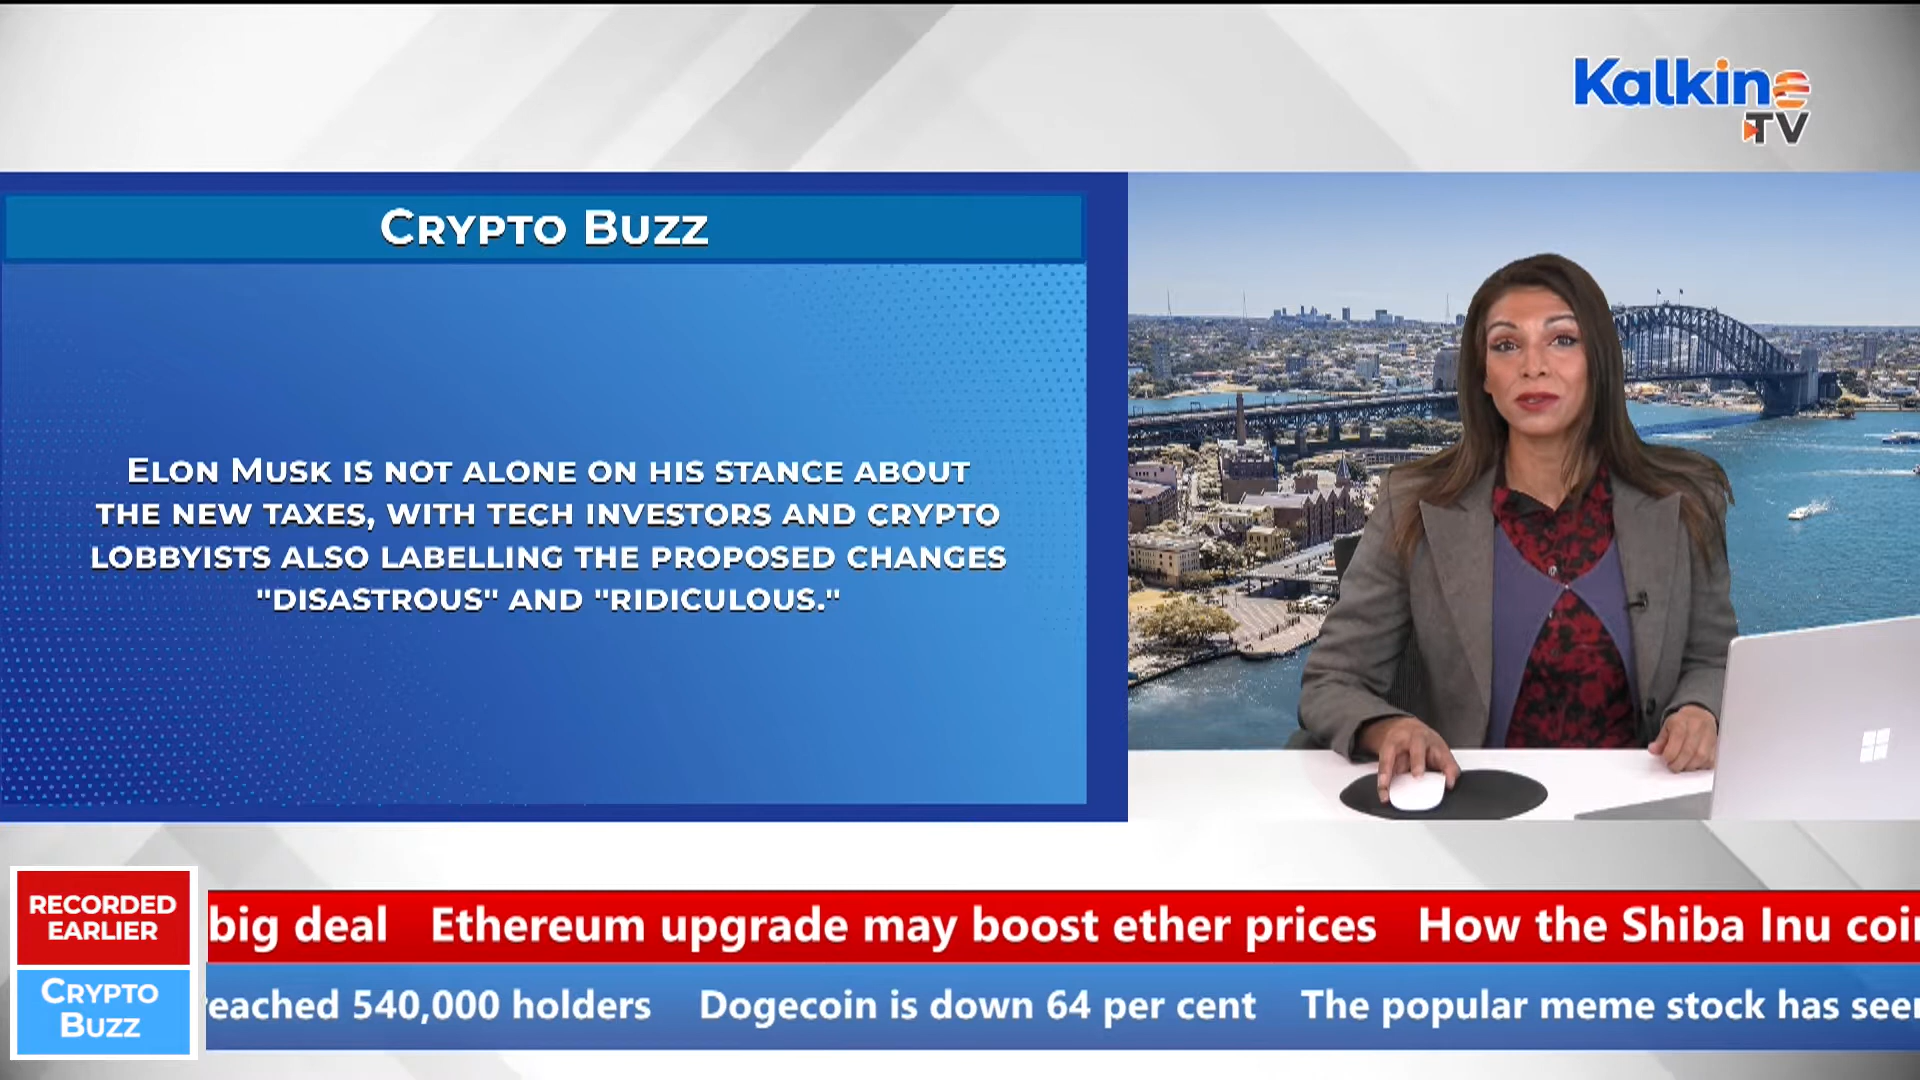 Kalkine
TV
CRYPTO BUZZ
ELON MUSK IS NOT ALONE ON HIS STANCE ABOUT
THE NEW TAXES, WITH TECH INVESTORS AND CRYPTO
LOBBYISTS ALSO LABELLING THE PROPOSED CHANGES
"DISASTROUS" AND "RIDICULOUS."
RECORDED
EARLIER
big deal Ethereum upgrade may boost ether prices How the Shiba Inu coi
CRYPTO
BUZZ
reached 540,000 holders Dogecoin is down 64 per cent The popular meme stock has seen